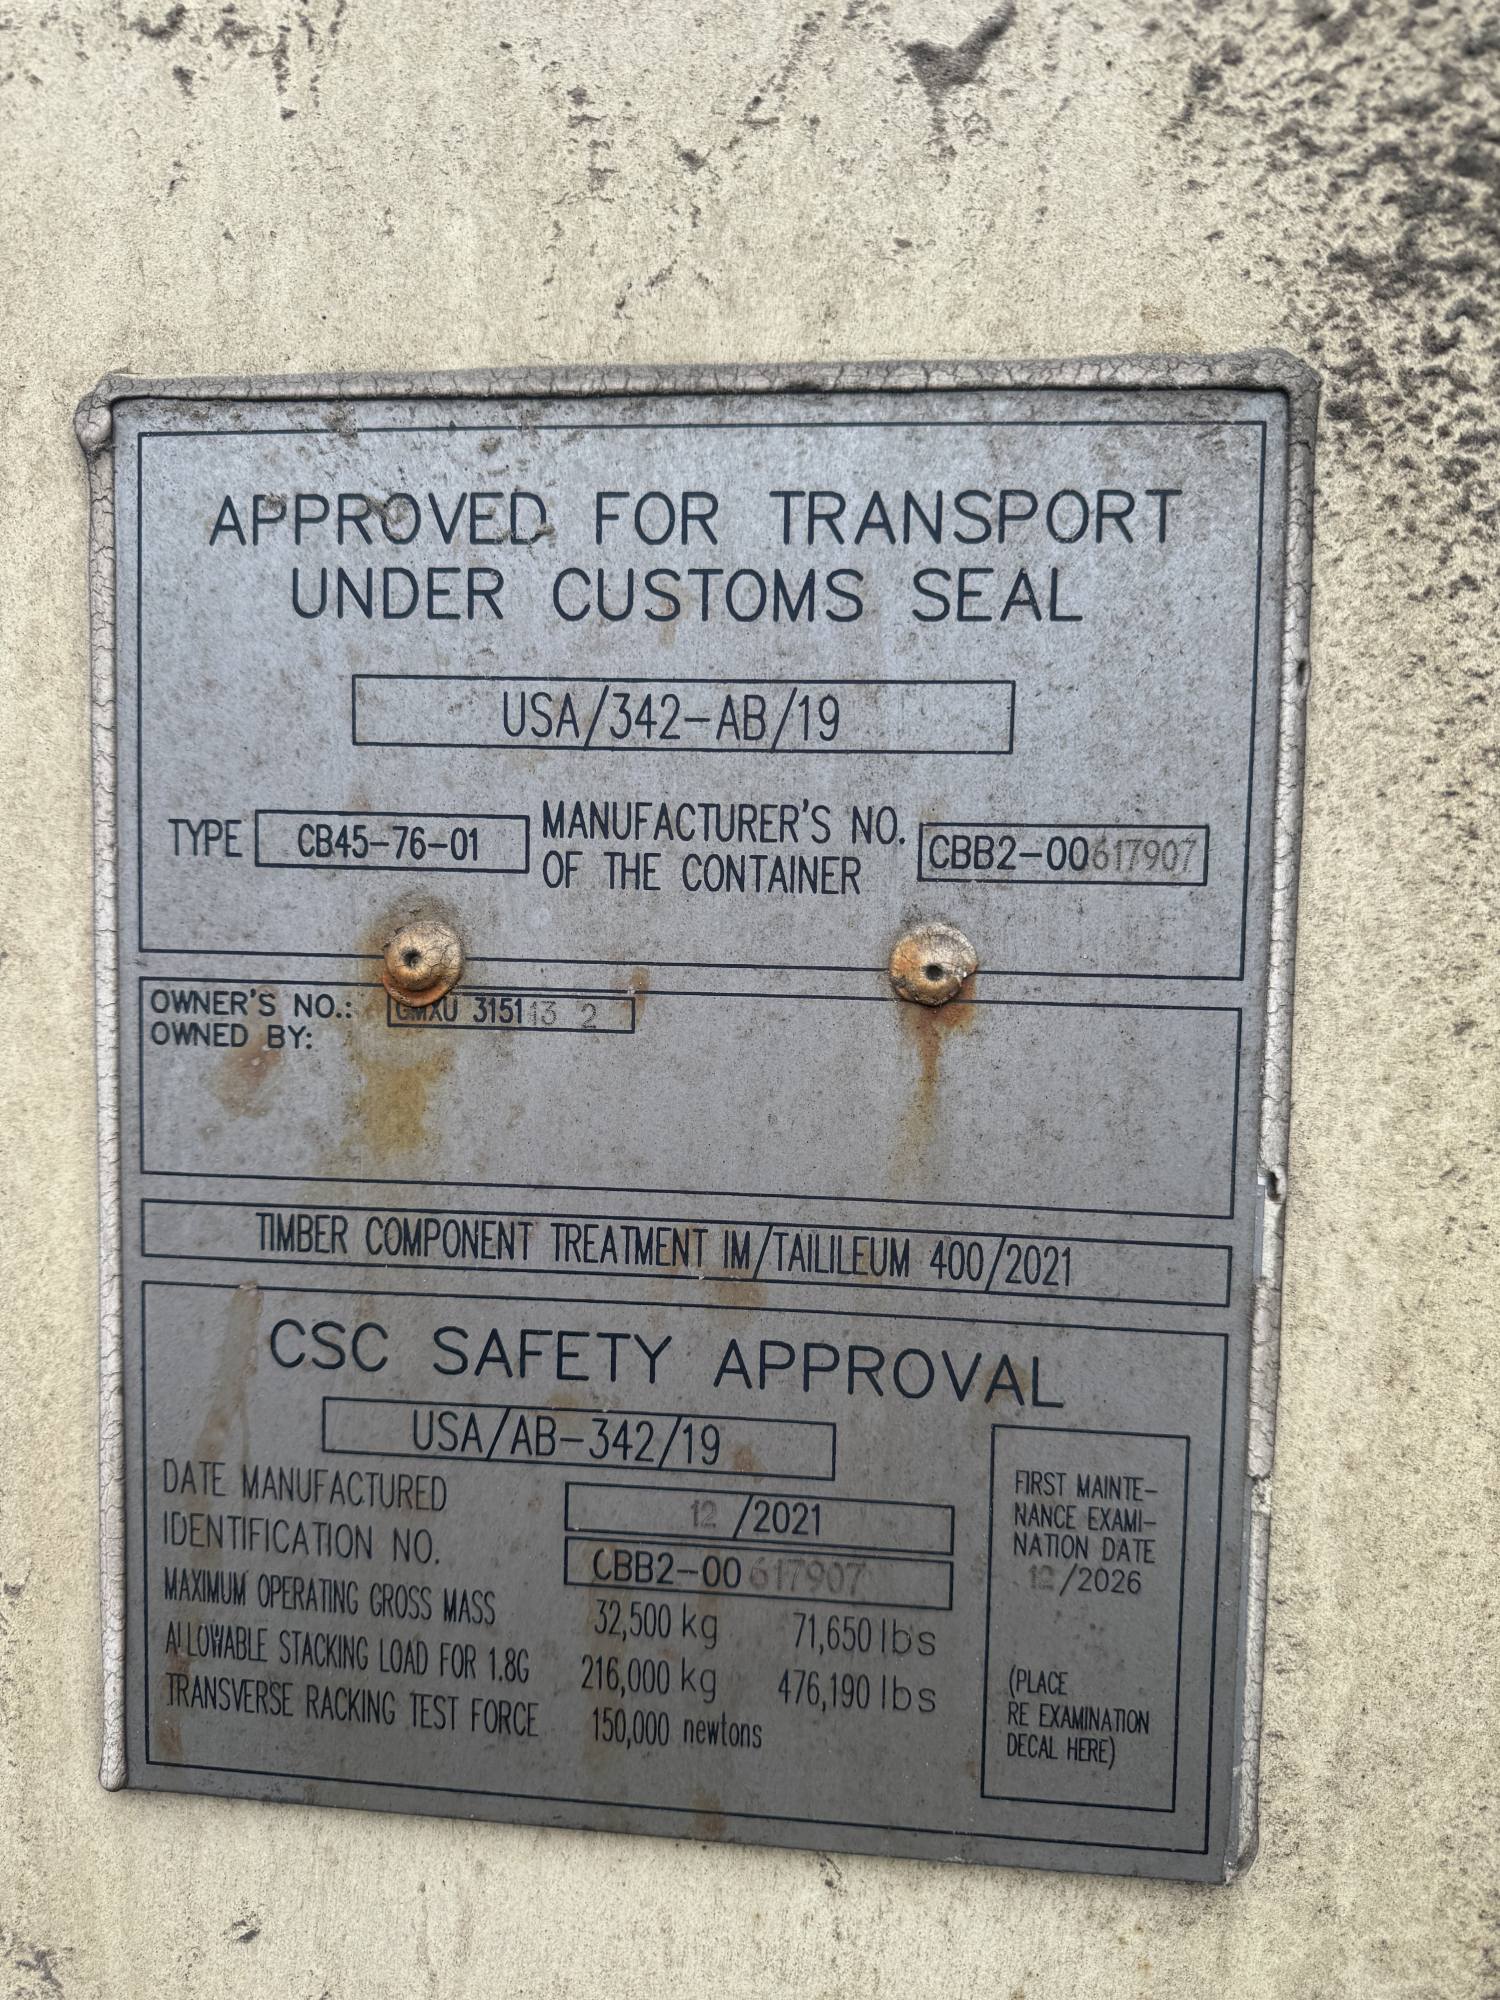 APPROVED FOR TRANSPORT
UNDER CUSTOMS SEAL
USA/342-AB/19
TYPE CB45-76-01
MANUFACTURER'S NO.
OF THE CONTAINER
CBB2-00617907
OWNER'S NO.: GMXU 315113 2
OWNED BY:
TIMBER COMPONENT TREATMENT IM/TAILILEUM 400/2021
CSC SAFETY APPROVAL
USA/AB-342/19
DATE MANUFACTURED 12 /2021
IDENTIFICATION NO. CBB2-00617907
MAXIMUM OPERATING GROSS MASS 32,500 kg 71,650 lbs
ALLOWABLE STACKING LOAD FOR 1.8G 216,000 kg 476,190 lbs
TRANSVERSE RACKING TEST FORCE 150,000 newtons
FIRST MAINTE-
NANCE EXAMI-
NATION DATE
12/2026
(PLACE
RE EXAMINATION
DECAL HERE)